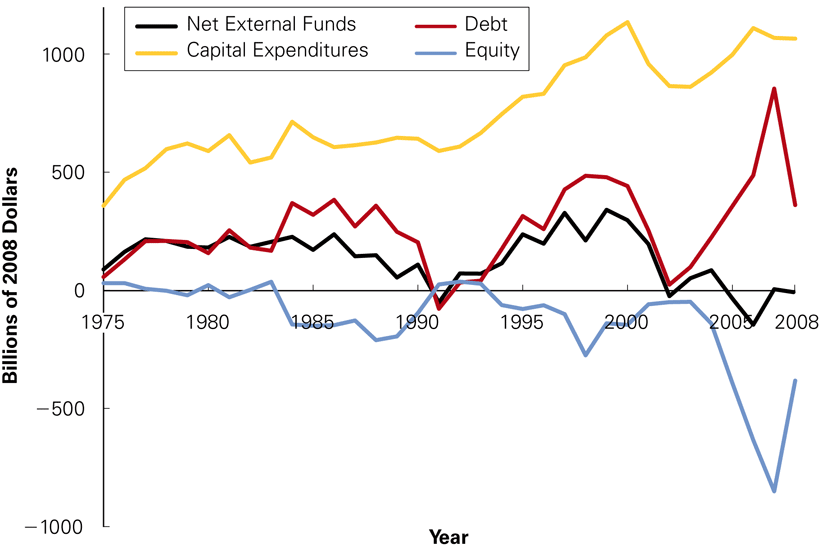 Net External Funds
Debt
Capital Expenditures
Equity
Billions of 2008 Dollars
1000
500
0
1975
1980
1985
1990
1995
2000
2005
2008
−500
−1000
Year